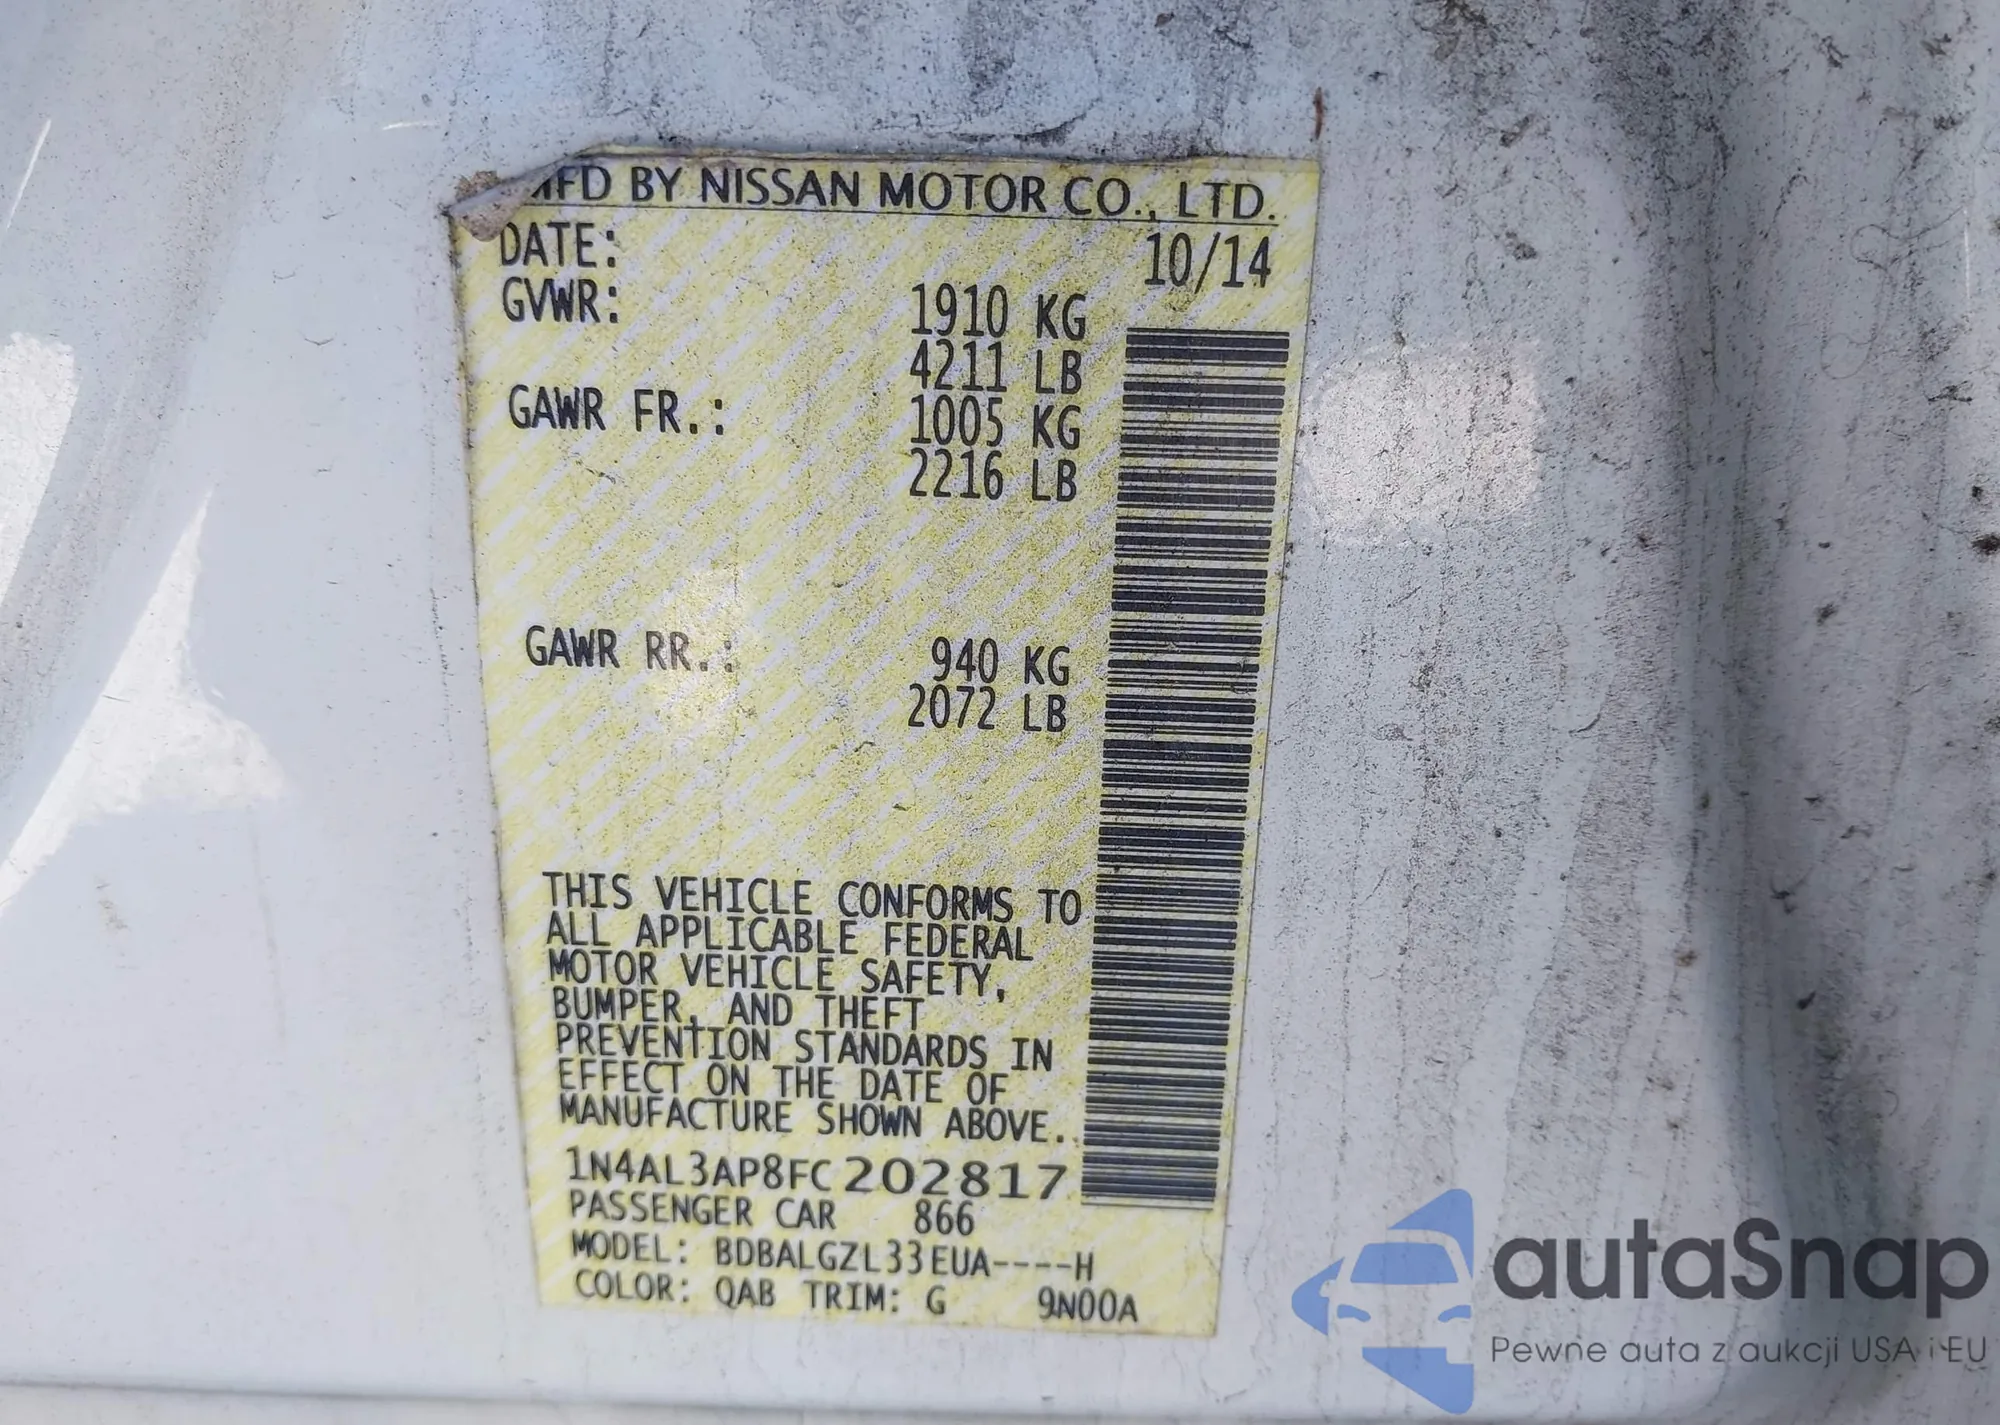 MFD BY NISSAN MOTOR CO., LTD.
DATE: 10/14
GVWR: 1910 KG
4211 LB
GAWR FR.: 1005 KG
2216 LB
GAWR RR.: 940 KG
2072 LB
THIS VEHICLE CONFORMS TO
ALL APPLICABLE FEDERAL
MOTOR VEHICLE SAFETY,
BUMPER, AND THEFT
PREVENTION STANDARDS IN
EFFECT ON THE DATE OF
MANUFACTURE SHOWN ABOVE.
1N4AL3AP8FC202817
PASSENGER CAR 866
MODEL: BDBALGZL33EUA----H
COLOR: QAB TRIM: G 9N00A
autaSnap
Pewne auta z aukcji USA i EU